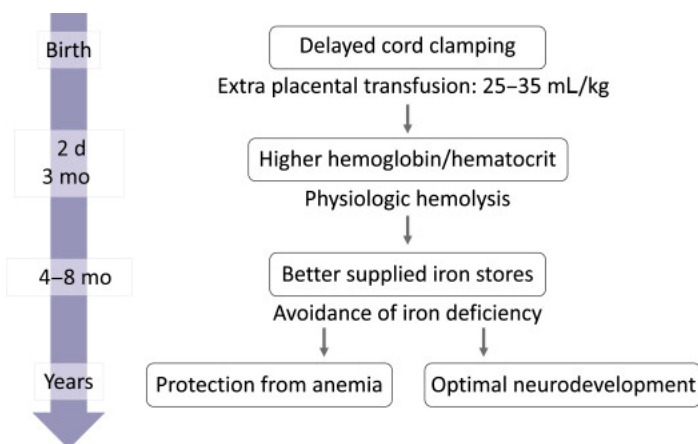 Birth
Delayed cord clamping
Extra placental transfusion: 25–35 mL/kg
2 d
3 mo
Higher hemoglobin/hematocrit
Physiologic hemolysis
4–8 mo
Better supplied iron stores
Avoidance of iron deficiency
Years
Protection from anemia
Optimal neurodevelopment